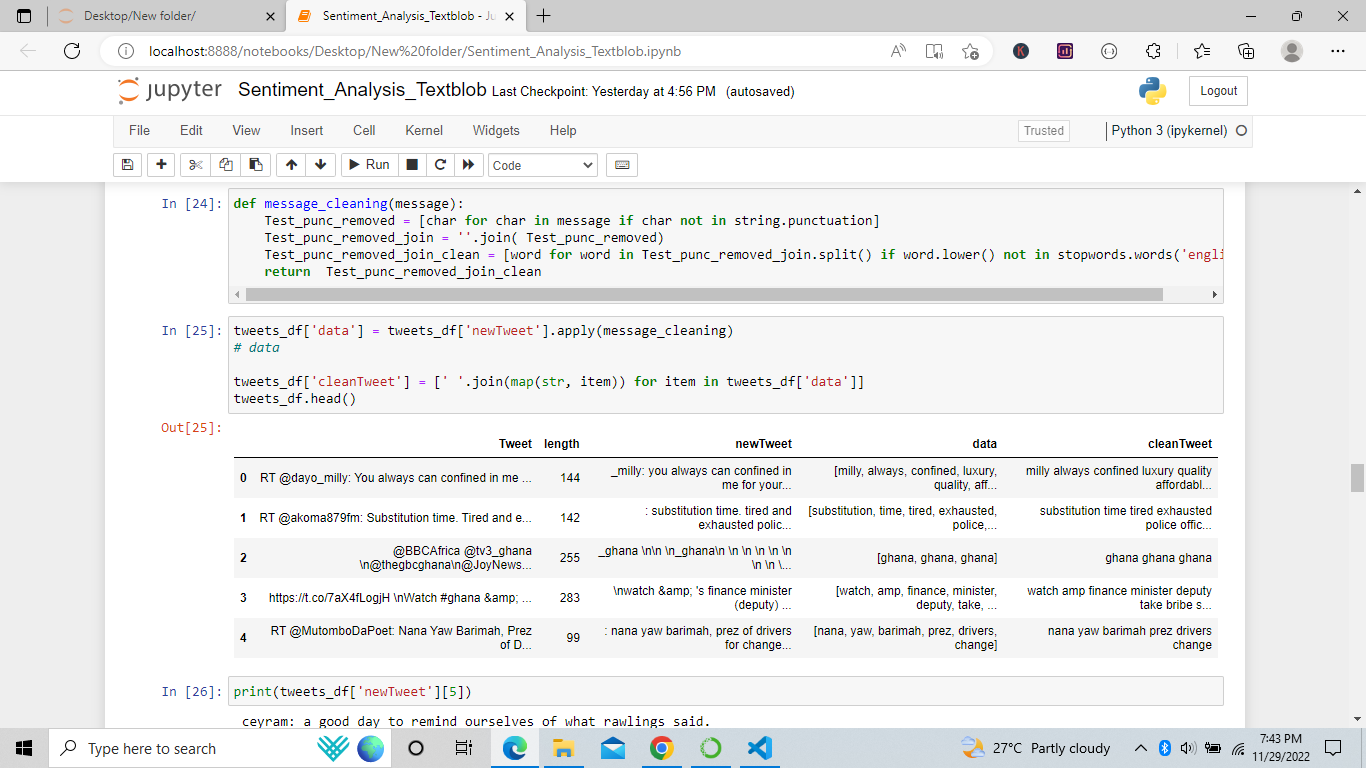 Desktop/New folder/
Sentiment_Analysis_Textblob - Ju
localhost:8888/notebooks/Desktop/New%20folder/Sentiment_Analysis_Textblob.ipynb
jupyter Sentiment_Analysis_Textblob Last Checkpoint: Yesterday at 4:56 PM (autosaved)
Logout
File Edit View Insert Cell Kernel Widgets Help
Trusted
Python 3 (ipykernel)
Run
Code
In [24]:
def message_cleaning(message):
    Test_punc_removed = [char for char in message if char not in string.punctuation]
    Test_punc_removed_join = ''.join( Test_punc_removed)
    Test_punc_removed_join_clean = [word for word in Test_punc_removed_join.split() if word.lower() not in stopwords.words('engli
    return  Test_punc_removed_join_clean
In [25]:
tweets_df['data'] = tweets_df['newTweet'].apply(message_cleaning)
# data
tweets_df['cleanTweet'] = [' '.join(map(str, item)) for item in tweets_df['data']]
tweets_df.head()
Out[25]:
Tweet length newTweet data cleanTweet
0 RT @dayo_milly: You always can confined in me ... 144 _milly: you always can confined in me for your... [milly, always, confined, luxury, quality, aff... milly always confined luxury quality affordabl...
1 RT @akoma879fm: Substitution time. Tired and e... 142 : substitution time. tired and exhausted polic... [substitution, time, tired, exhausted, police,... substitution time tired exhausted police offic...
2 @BBCAfrica @tv3_ghana \n@thegbcghana\n@JoyNews... 255 _ghana \n\n \n_ghana\n \n \n \n \n \n \n \n \... [ghana, ghana, ghana] ghana ghana ghana
3 https://t.co/7aX4fLogjH \nWatch #ghana &amp; ... 283 \nwatch &amp; 's finance minister (deputy) ... [watch, amp, finance, minister, deputy, take, ... watch amp finance minister deputy take bribe s...
4 RT @MutomboDaPoet: Nana Yaw Barimah, Prez of D... 99 : nana yaw barimah, prez of drivers for change... [nana, yaw, barimah, prez, drivers, change] nana yaw barimah prez drivers change
In [26]:
print(tweets_df['newTweet'][5])
ceyram: a good day to remind ourselves of what rawlings said.
Type here to search
27°C Partly cloudy
7:43 PM
11/29/2022